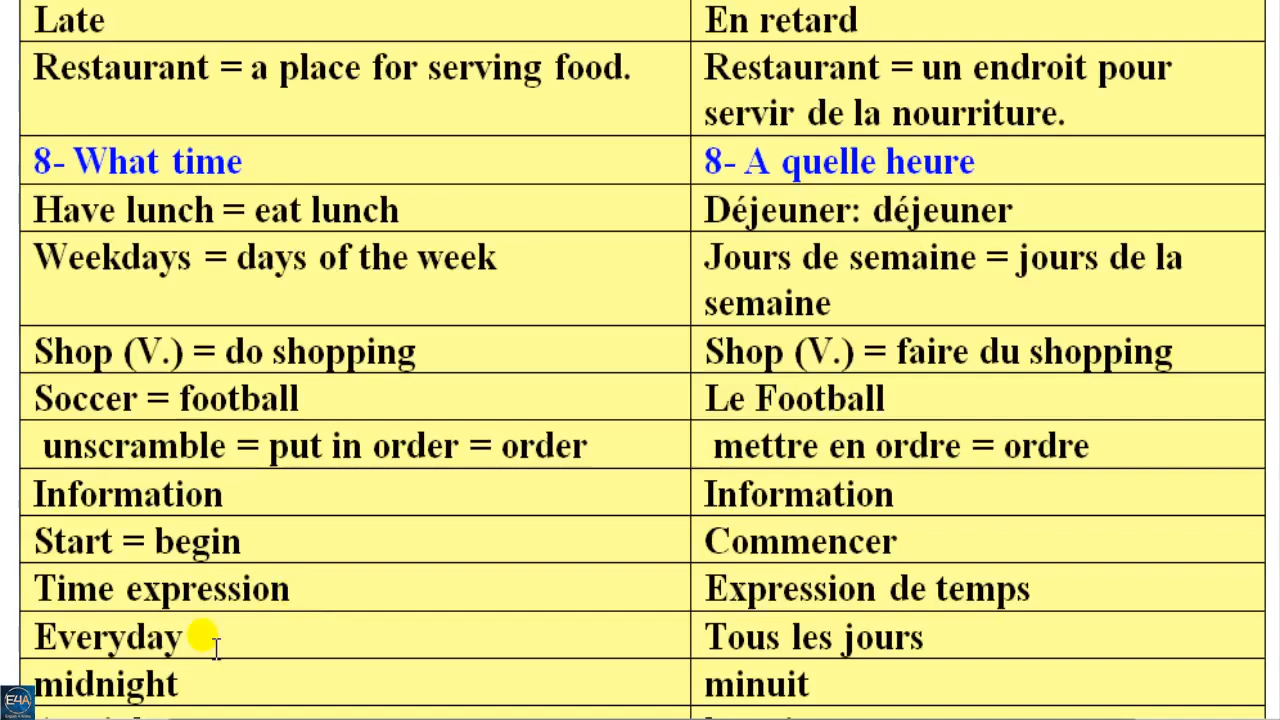 Late
En retard
Restaurant = a place for serving food.
Restaurant = un endroit pour
servir de la nourriture.
8- What time
8- A quelle heure
Have lunch = eat lunch
Déjeuner: déjeuner
Weekdays = days of the week
Jours de semaine = jours de la
semaine
Shop (V.) = do shopping
Shop (V.) = faire du shopping
Soccer = football
Le Football
unscramble = put in order = order
mettre en ordre = ordre
Information
Information
Start = begin
Commencer
Time expression
Expression de temps
Everyday
Tous les jours
midnight
minuit
E4A